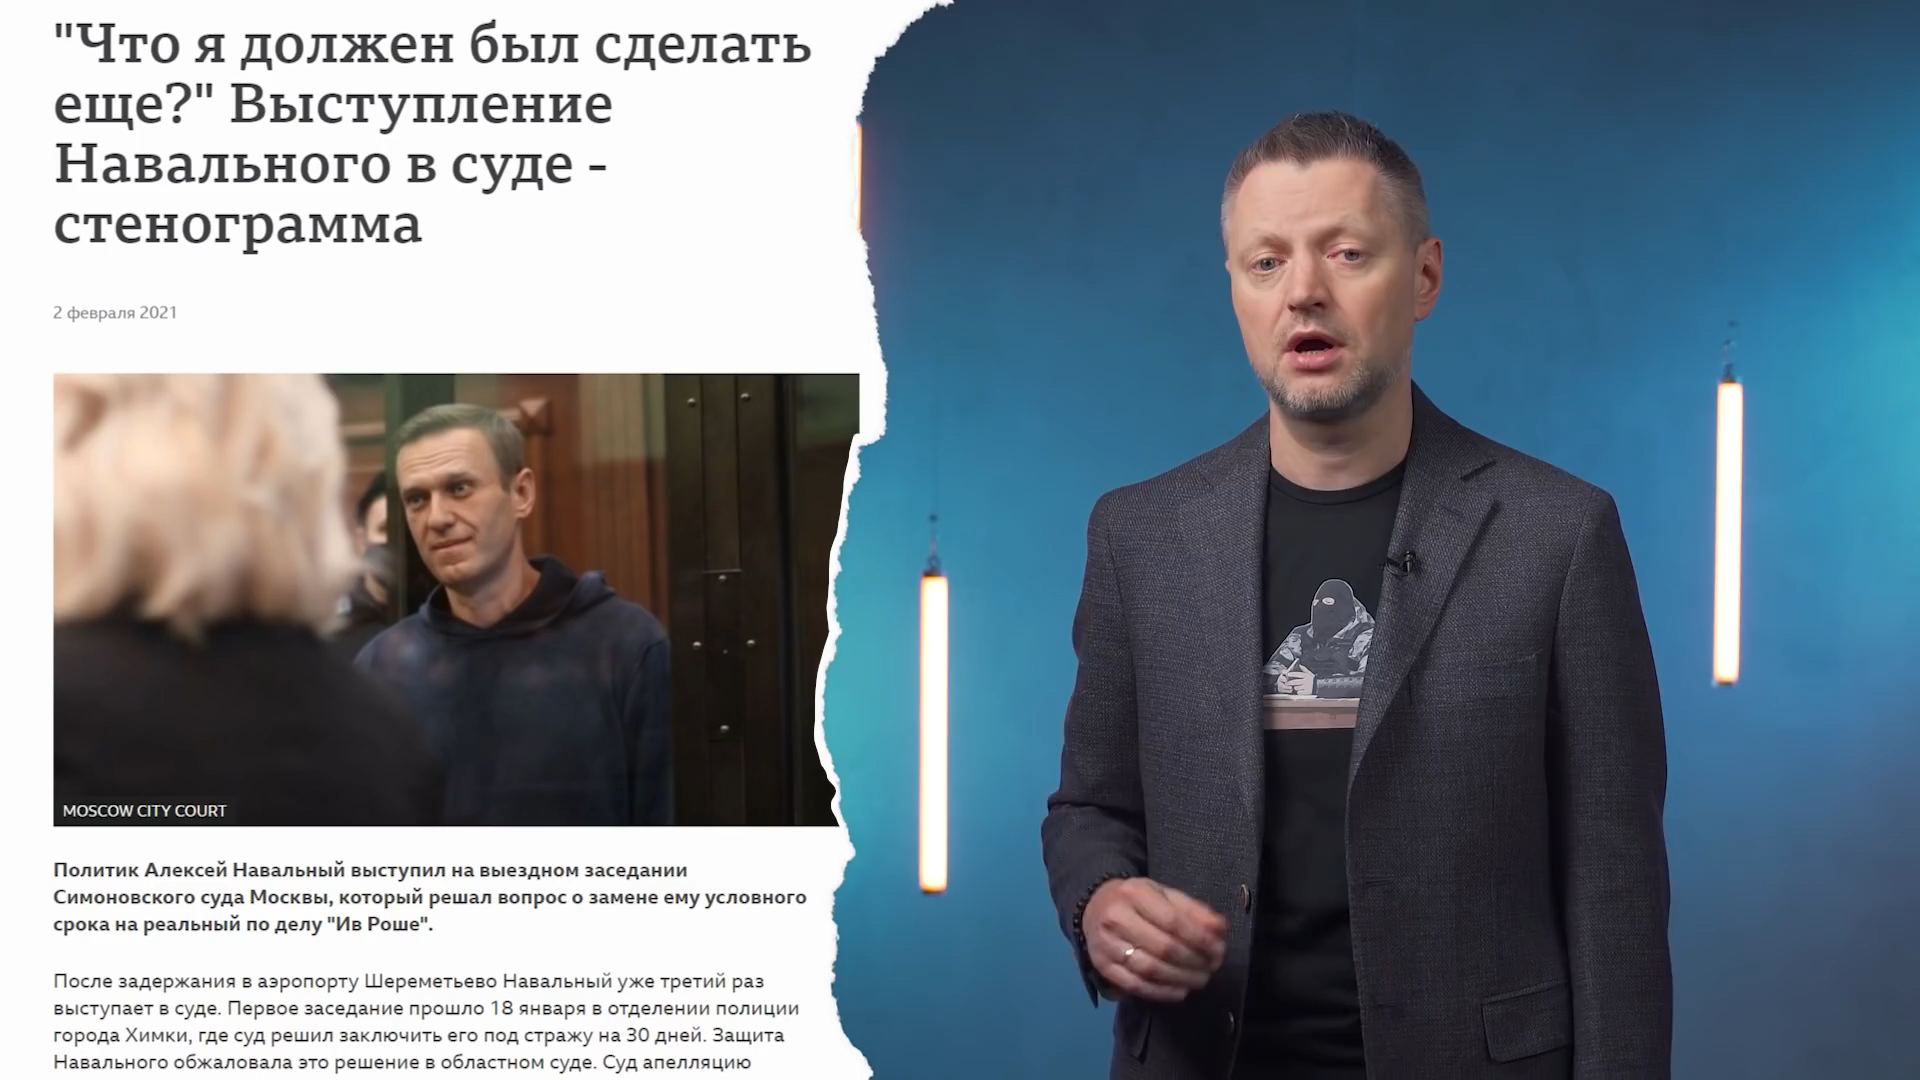 "Что я должен был сделать
еще?" Выступление
Навального в суде -
стенограмма
2 февраля 2021
MOSCOW CITY COURT
Политик Алексей Навальный выступил на выездном заседании
Симоновского суда Москвы, который решал вопрос о замене ему условного
срока на реальный по делу "Ив Роше".
После задержания в аэропорту Шереметьево Навальный уже третий раз
выступает в суде. Первое заседание прошло 18 января в отделении полиции
города Химки, где суд решил заключить его под стражу на 30 дней. Защита
Навального обжаловала это решение в областном суде. Суд апелляцию